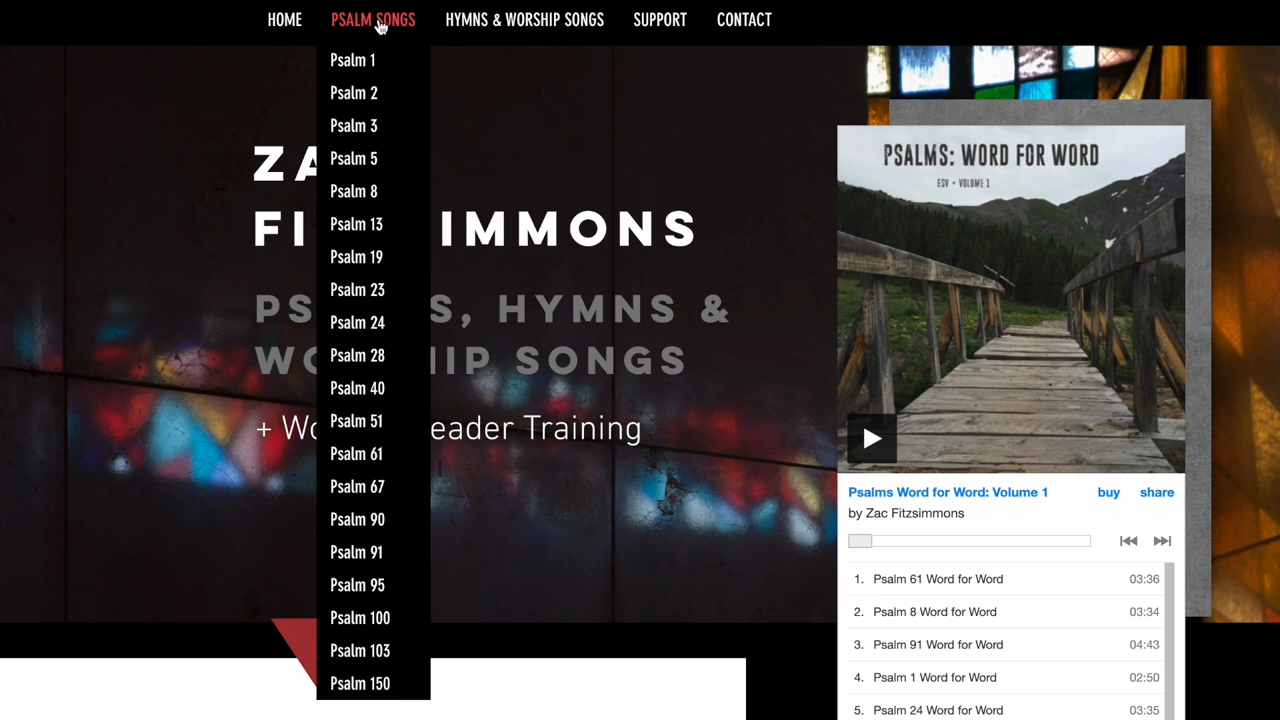 HOME PSALM SONGS HYMNS & WORSHIP SONGS SUPPORT CONTACT
Psalm 1
Psalm 2
Psalm 3
Psalm 5
Psalm 8
Psalm 13
Psalm 19
Psalm 23
Psalm 24
Psalm 28
Psalm 40
Psalm 51
Psalm 61
Psalm 67
Psalm 90
Psalm 91
Psalm 95
Psalm 100
Psalm 103
Psalm 150
ZA
FI IMMONS
PS S, HYMNS &
WO IP SONGS
+ Wo eader Training
PSALMS: WORD FOR WORD
ESV • VOLUME 1
Psalms Word for Word: Volume 1 buy share
by Zac Fitzsimmons
1. Psalm 61 Word for Word 03:36
2. Psalm 8 Word for Word 03:34
3. Psalm 91 Word for Word 04:43
4. Psalm 1 Word for Word 02:50
5. Psalm 24 Word for Word 03:35